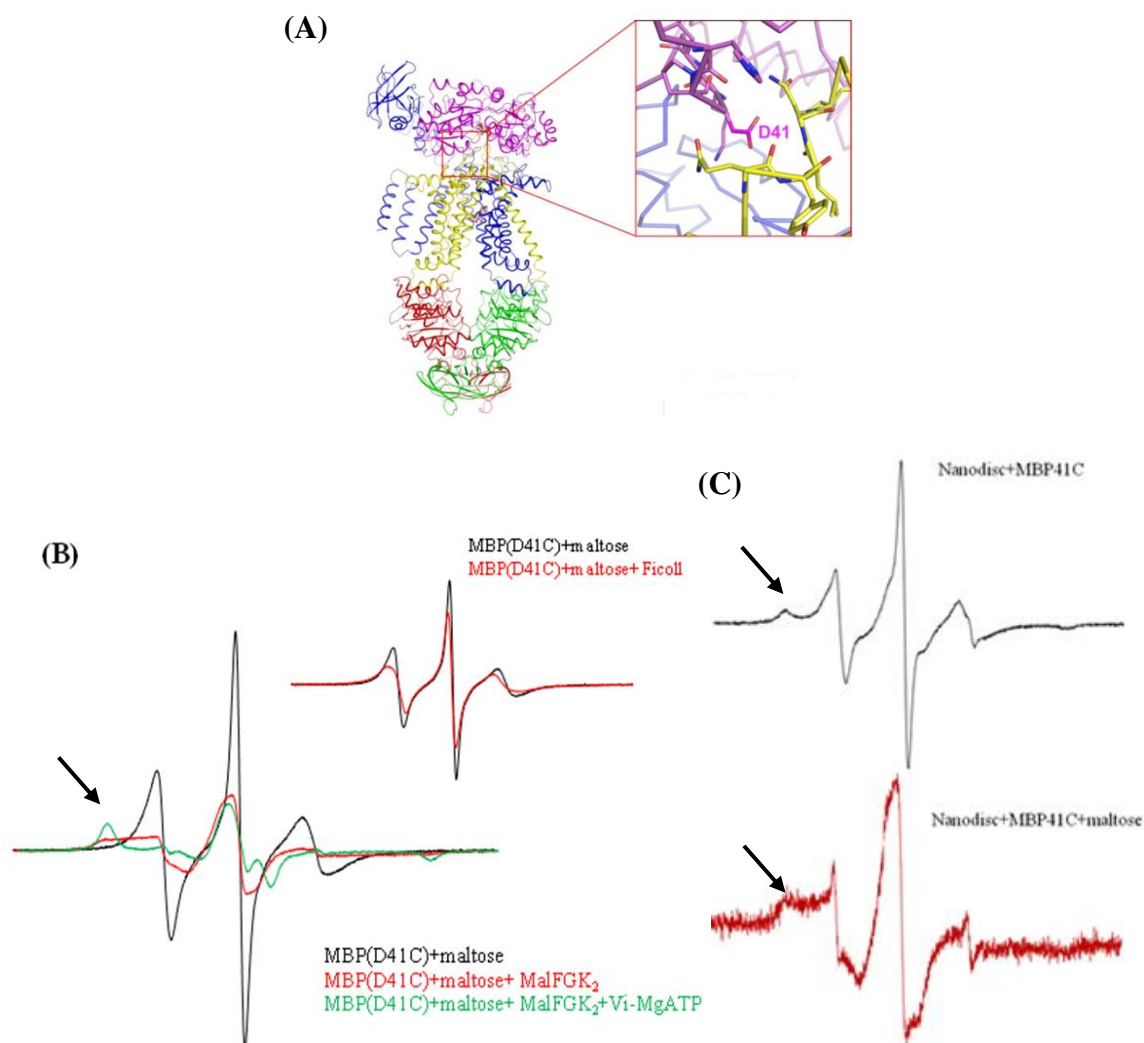 (A)
D41
(B)
MBP(D41C)+maltose
MBP(D41C)+maltose+ Ficoll
MBP(D41C)+maltose
MBP(D41C)+maltose+ MalFGK₂
MBP(D41C)+maltose+ MalFGK₂+Vi-MgATP
(C)
Nanodisc+MBP41C
Nanodisc+MBP41C+maltose